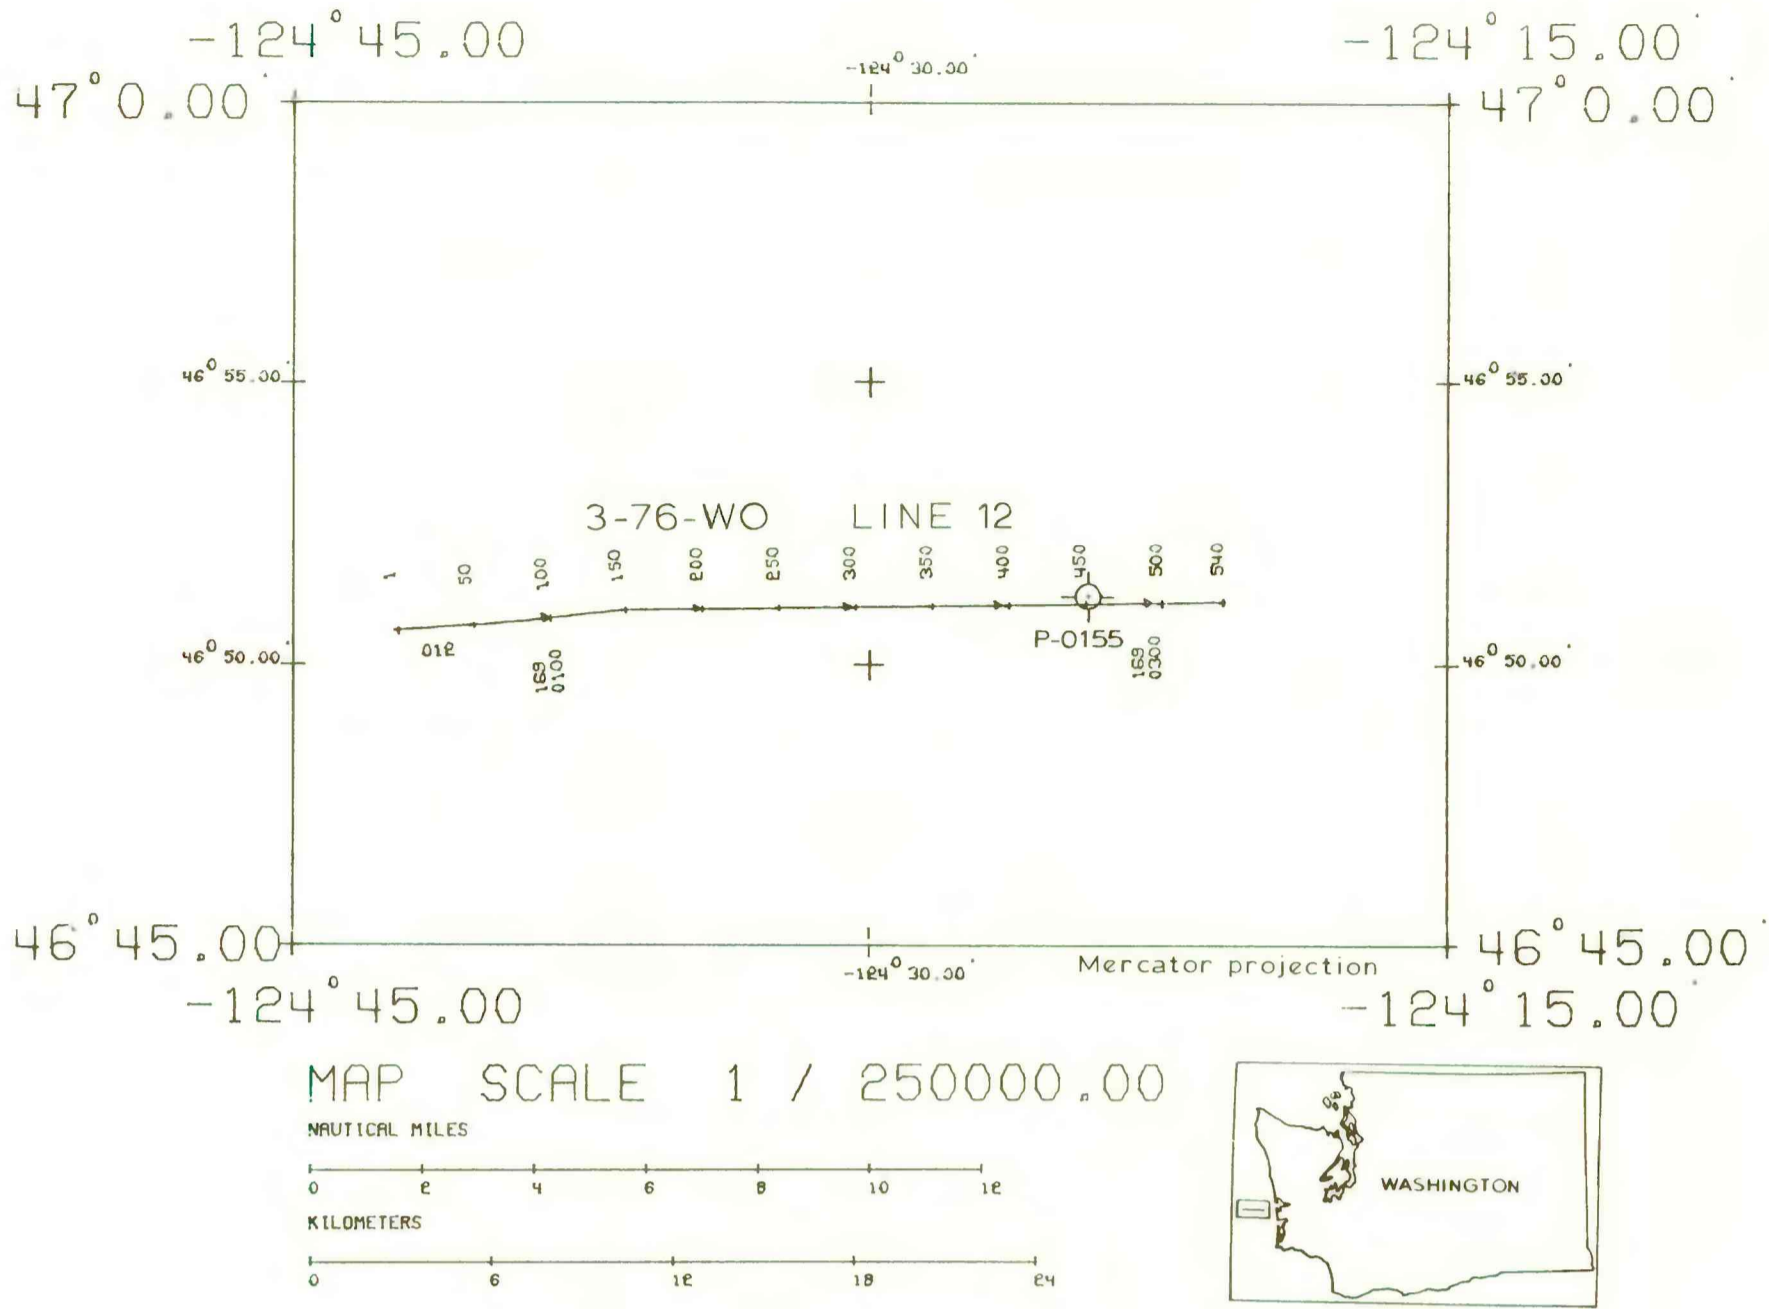 -124° 45.00'
-124° 30.00'
-124° 15.00'
47° 0.00'
47° 0.00'
46° 55.00'
46° 55.00'
3-76-WO LINE 12
1 50 100 150 200 250 300 350 400 450 500 540
012
P-0155
46° 50.00'
46° 50.00'
169
0100
169
0300
46° 45.00'
46° 45.00'
-124° 30.00'
Mercator projection
-124° 45.00'
-124° 15.00'
MAP SCALE 1 / 250000.00
NAUTICAL MILES
0 2 4 6 8 10 12
KILOMETERS
0 6 12 18 24
WASHINGTON